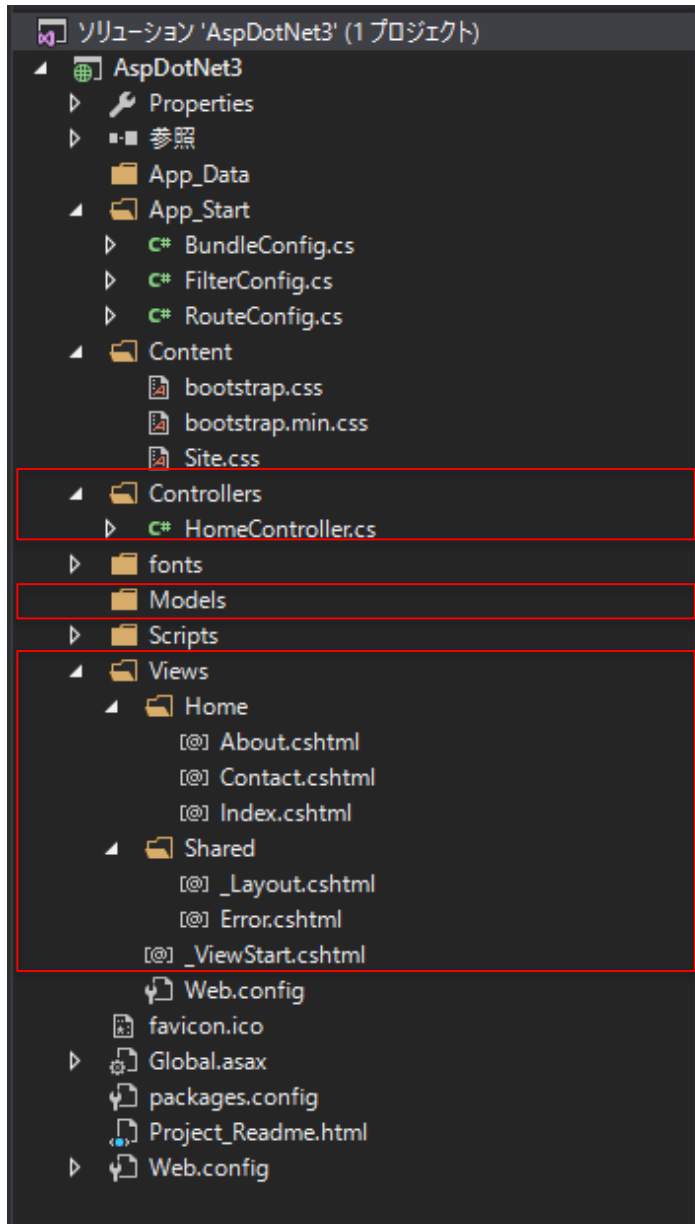 ソリューション 'AspDotNet3' (1 プロジェクト)
AspDotNet3
Properties
参照
App_Data
App_Start
C# BundleConfig.cs
C# FilterConfig.cs
C# RouteConfig.cs
Content
bootstrap.css
bootstrap.min.css
Site.css
Controllers
C# HomeController.cs
fonts
Models
Scripts
Views
Home
[@] About.cshtml
[@] Contact.cshtml
[@] Index.cshtml
Shared
[@] _Layout.cshtml
[@] Error.cshtml
[@] _ViewStart.cshtml
Web.config
favicon.ico
Global.asax
packages.config
Project_Readme.html
Web.config